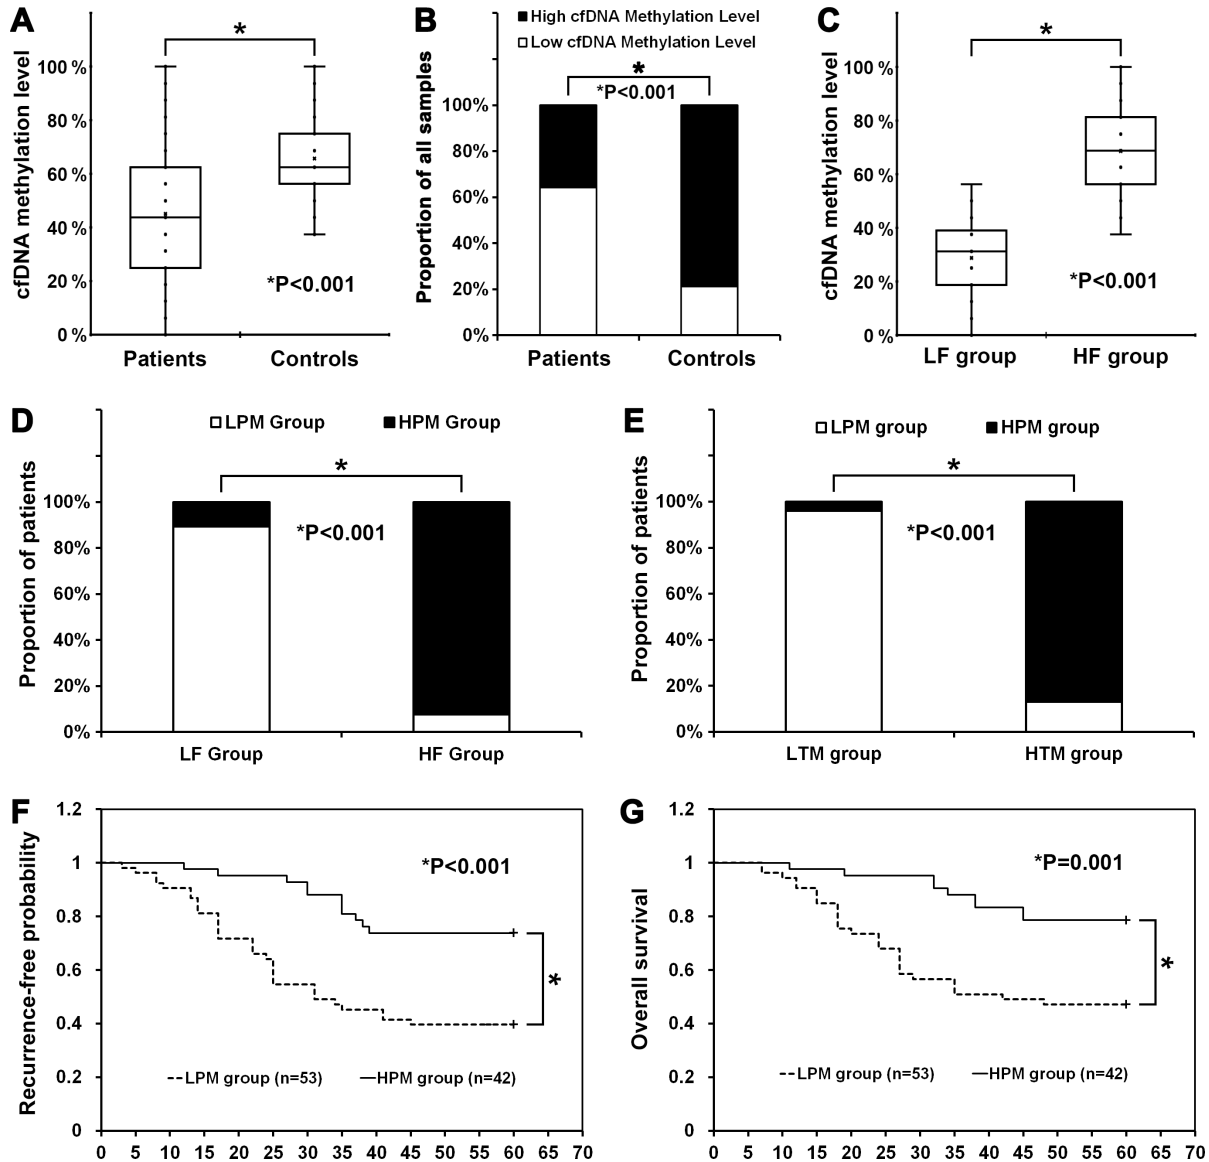 A
cfDNA methylation level
100 %
80 %
60 %
40 %
20 %
0 %
*
*P<0.001
Patients
Controls
B
Proportion of all samples
High cfDNA Methylation Level
Low cfDNA Methylation Level
*
*P<0.001
100%
80%
60%
40%
20%
0%
Patients
Controls
C
cfDNA methylation level
100 %
80 %
60 %
40 %
20 %
0 %
*
*P<0.001
LF group
HF group
D
Proportion of patients
LPM Group
HPM Group
*
*P<0.001
100%
80%
60%
40%
20%
0%
LF Group
HF Group
E
Proportion of patients
LPM group
HPM group
*
*P<0.001
100%
80%
60%
40%
20%
0%
LTM group
HTM group
F
Recurrence-free probability
1.2
1
0.8
0.6
0.4
0.2
0
*P<0.001
*
LPM group (n=53)
HPM group (n=42)
0 5 10 15 20 25 30 35 40 45 50 55 60 65 70
G
Overall survival
1.2
1
0.8
0.6
0.4
0.2
0
*P=0.001
*
LPM group (n=53)
HPM group (n=42)
0 5 10 15 20 25 30 35 40 45 50 55 60 65 70